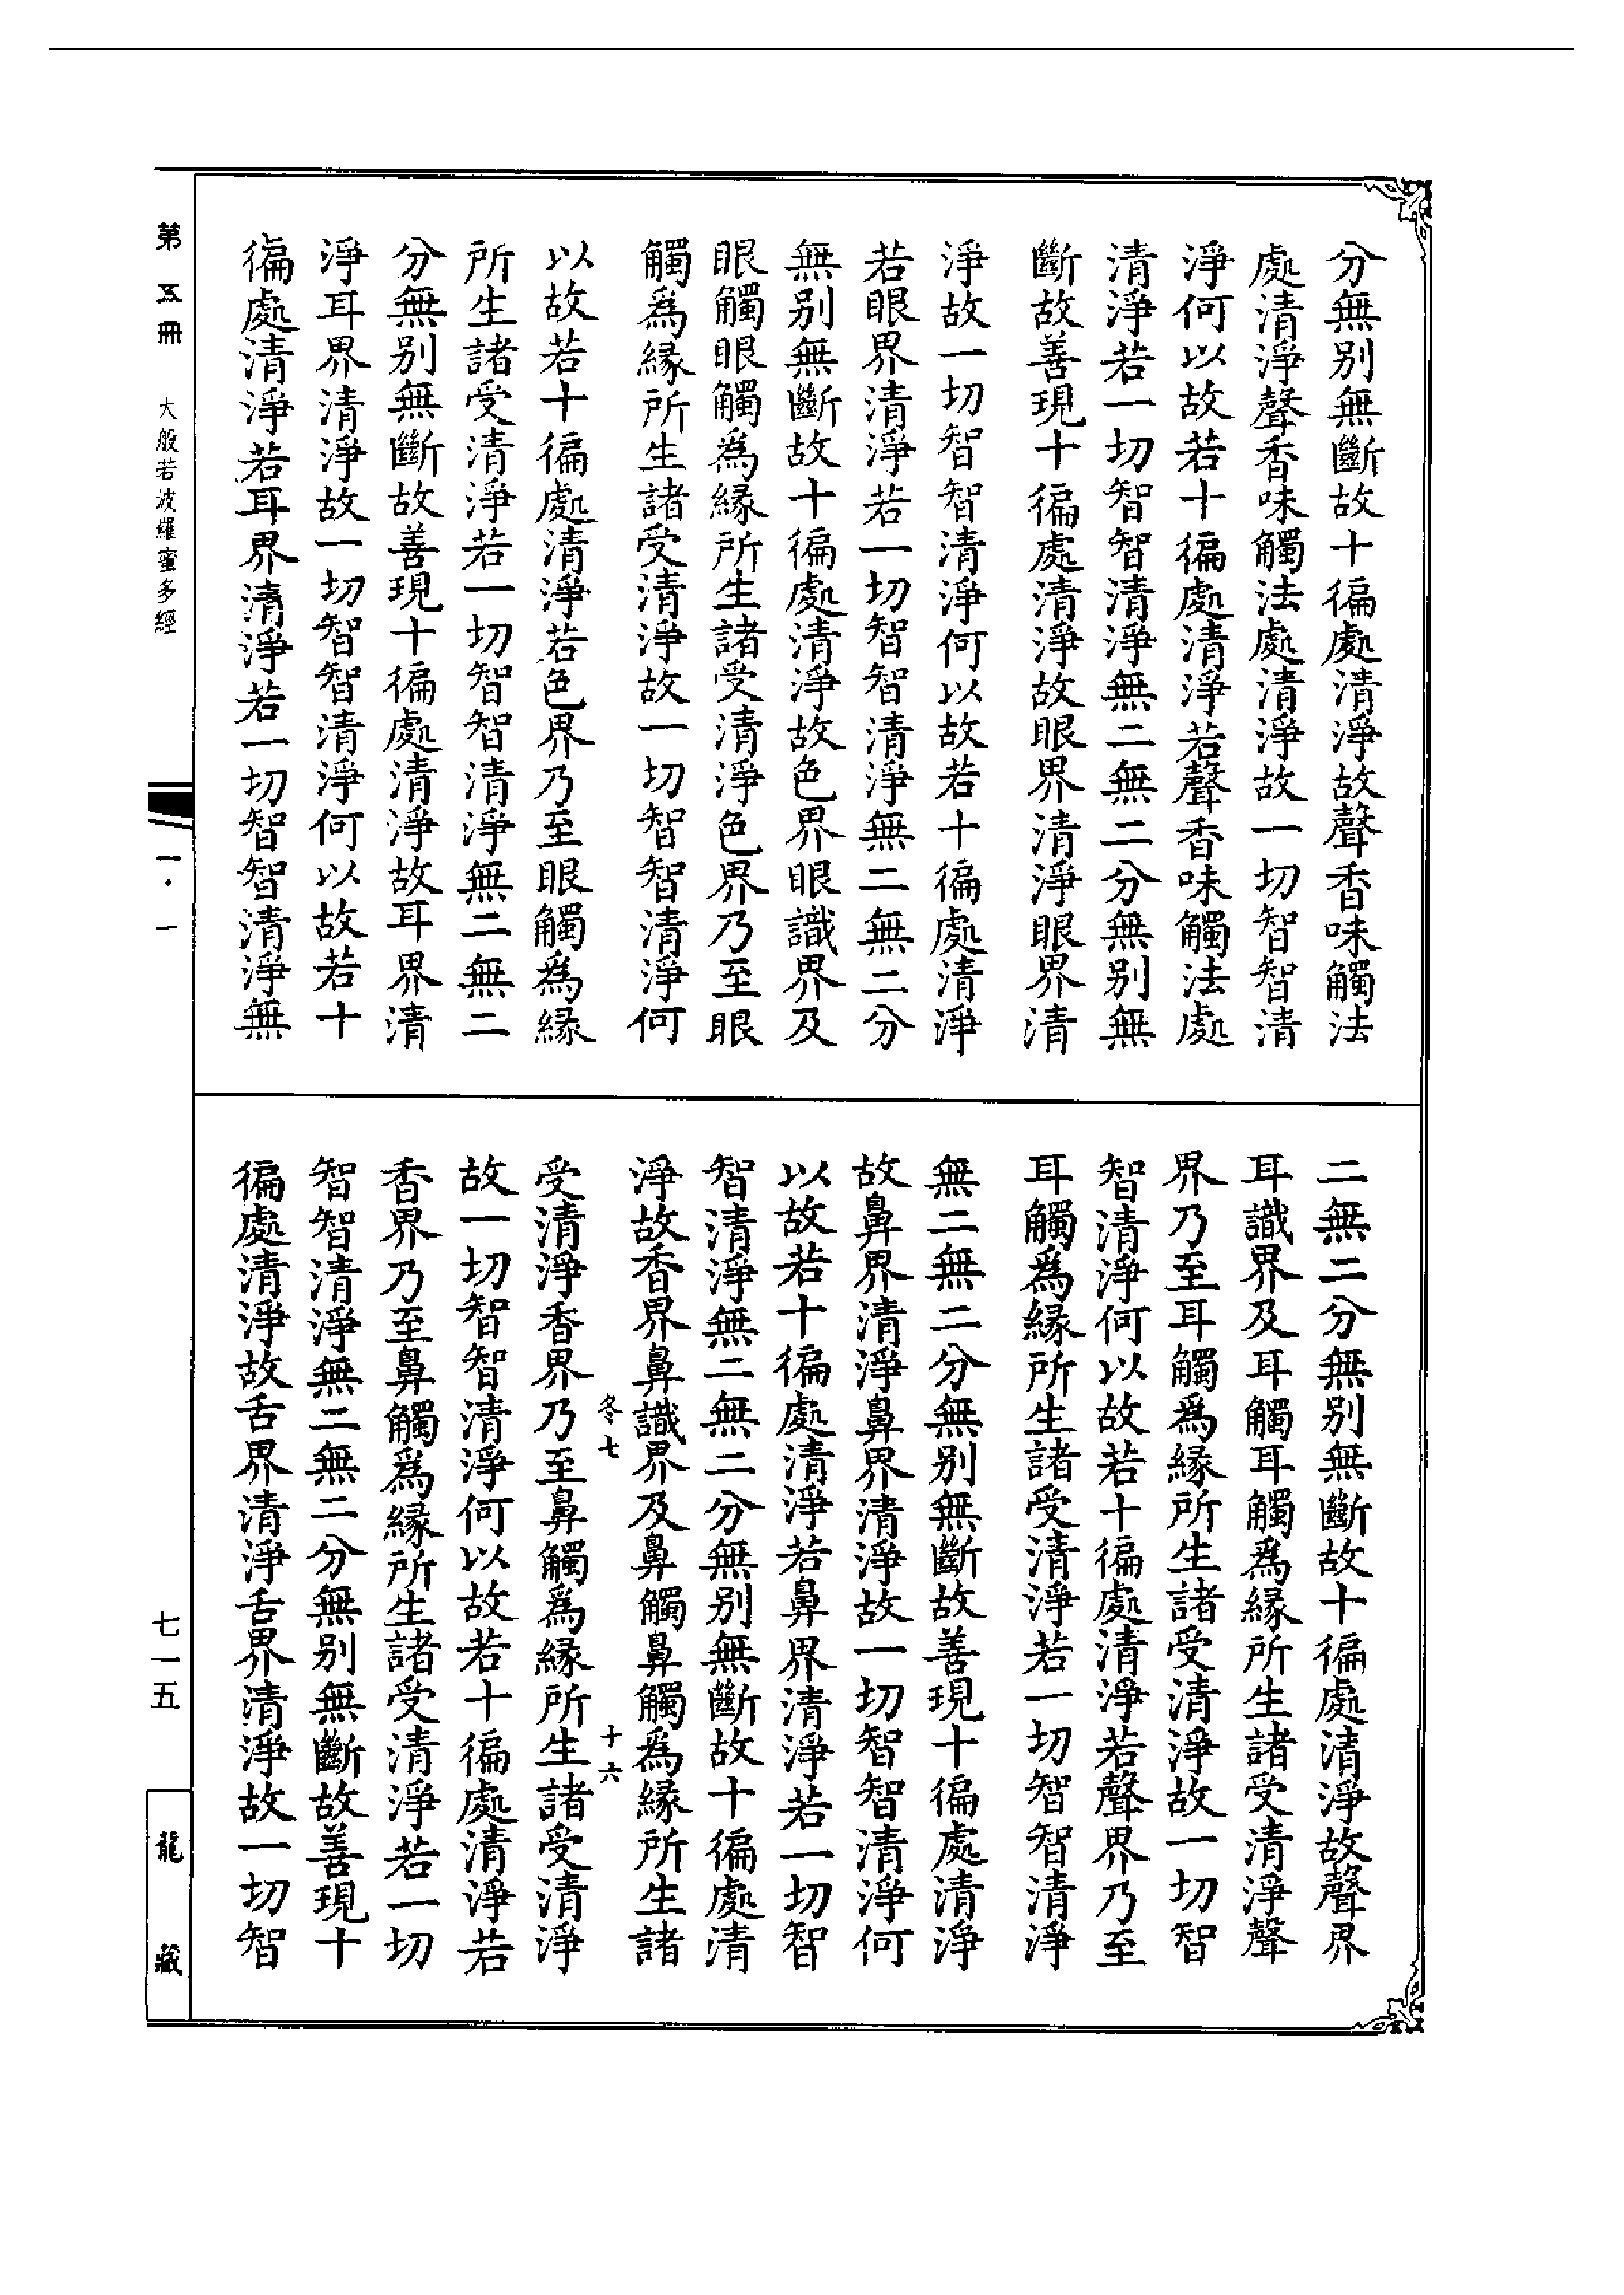 分無别無斷故十徧處清淨故聲香味觸法
處清淨聲香味觸法處清淨故一切智智清
淨何以故若十徧處清淨若聲香味觸法處
清淨若一切智智清淨無二無二分無别無
斷故善現十徧處清淨故眼界清淨眼界清
淨故一切智智清淨何以故若十徧處清淨
若眼界清淨若一切智智清淨無二無二分
無别無斷故十徧處清淨故色界眼識界及
眼觸眼觸為緣所生諸受清淨色界乃至眼
觸爲緣所生諸受清淨故一切智智清淨何
以故若十徧處清淨若色界乃至眼觸為緣
所生諸受清淨若一切智智清淨無二無二
分無别無斷故善現十徧處清淨故耳界清
淨耳界清淨故一切智智清淨何以故若十
徧處清淨若耳界清淨若一切智智清淨無
二無二分無别無斷故十徧處清淨故聲界
耳識界及耳觸耳觸爲緣所生諸受清淨聲
界乃至耳觸爲緣所生諸受清淨故一切智
智清淨何以故若十徧處清淨若聲界乃至
耳觸爲緣所生諸受清淨若一切智智清淨
無二無二分無别無斷故善現十徧處清淨
故鼻界清淨鼻界清淨故一切智智清淨何
以故若十徧處清淨若鼻界清淨若一切智
智清淨無二無二分無别無斷故十徧處清
淨故香界鼻識界及鼻觸鼻觸為緣所生諸
冬七 十六
受清淨香界乃至鼻觸爲緣所生諸受清淨
故一切智智清淨何以故若十徧處清淨若
香界乃至鼻觸爲緣所生諸受清淨若一切
智智清淨無二無二分無别無斷故善現十
徧處清淨故舌界清淨舌界清淨故一切智
第五冊 大般若波羅蜜多經 一·一 七一五 龍藏